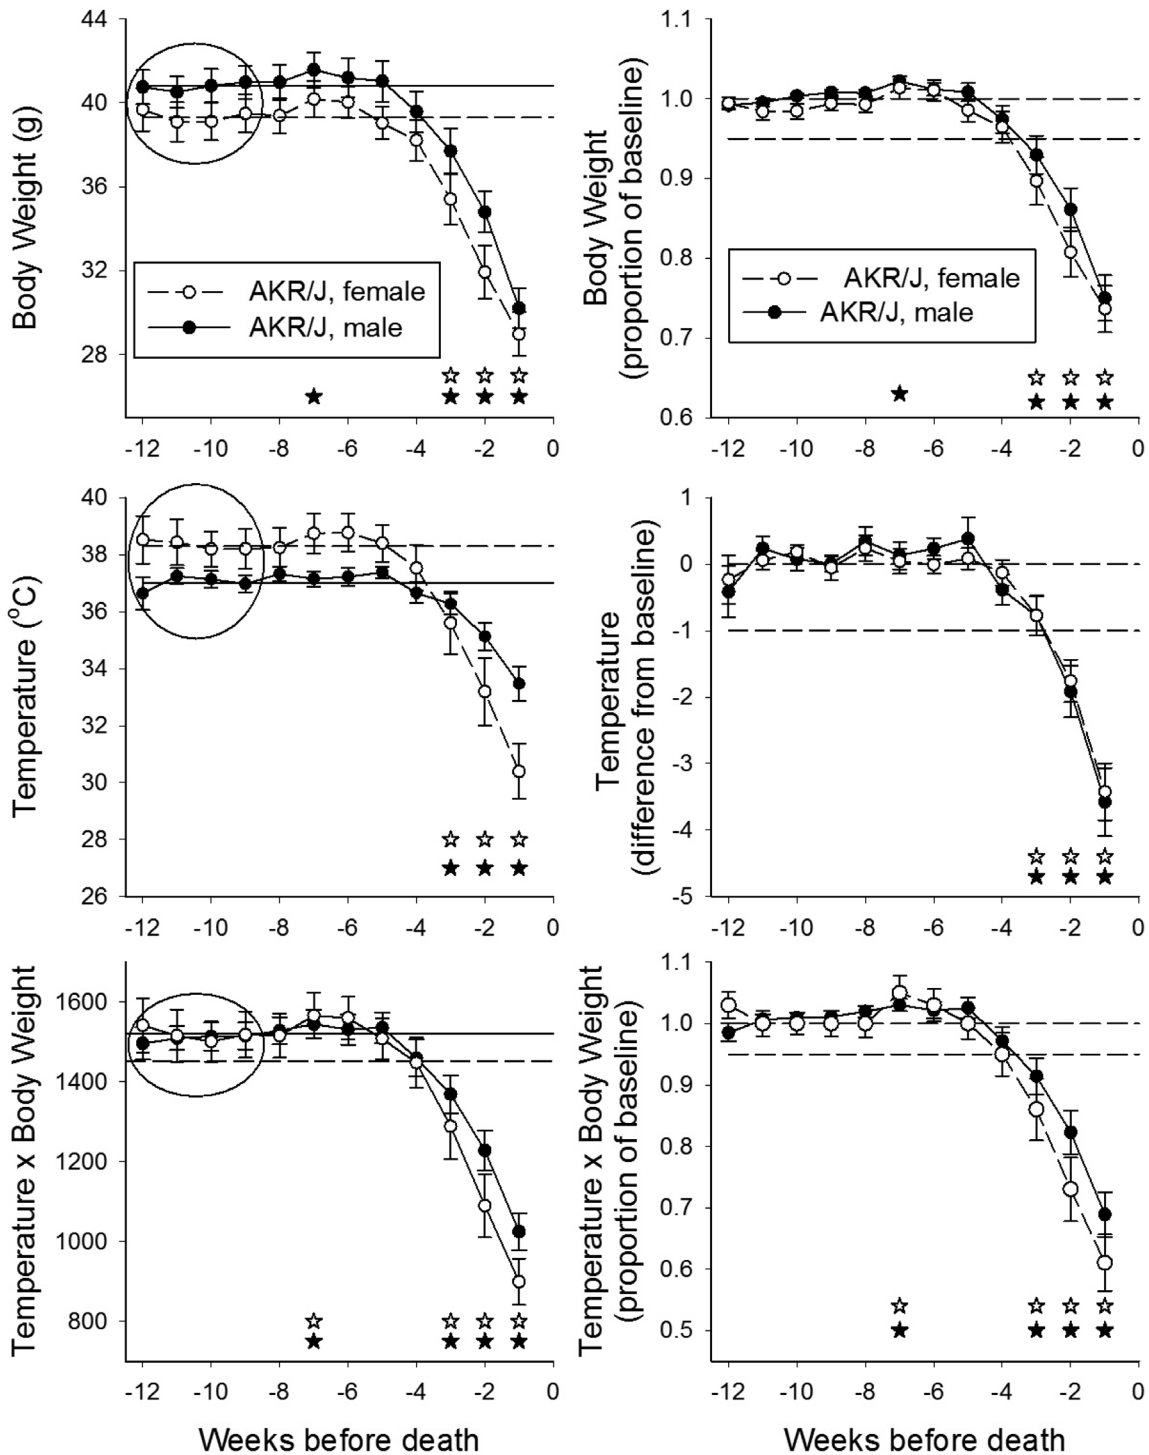 Body Weight (g)
44
40
36
32
28
AKR/J, female
AKR/J, male
-12 -10 -8 -6 -4 -2 0
Body Weight
(proportion of baseline)
1.1
1.0
0.9
0.8
0.7
0.6
AKR/J, female
AKR/J, male
-12 -10 -8 -6 -4 -2 0
Temperature (°C)
40
38
36
34
32
30
28
26
-12 -10 -8 -6 -4 -2 0
Temperature
(difference from baseline)
1
0
-1
-2
-3
-4
-5
-12 -10 -8 -6 -4 -2 0
Temperature x Body Weight
1600
1400
1200
1000
800
-12 -10 -8 -6 -4 -2 0
Weeks before death
Temperature x Body Weight
(proportion of baseline)
1.1
1.0
0.9
0.8
0.7
0.6
0.5
-12 -10 -8 -6 -4 -2 0
Weeks before death